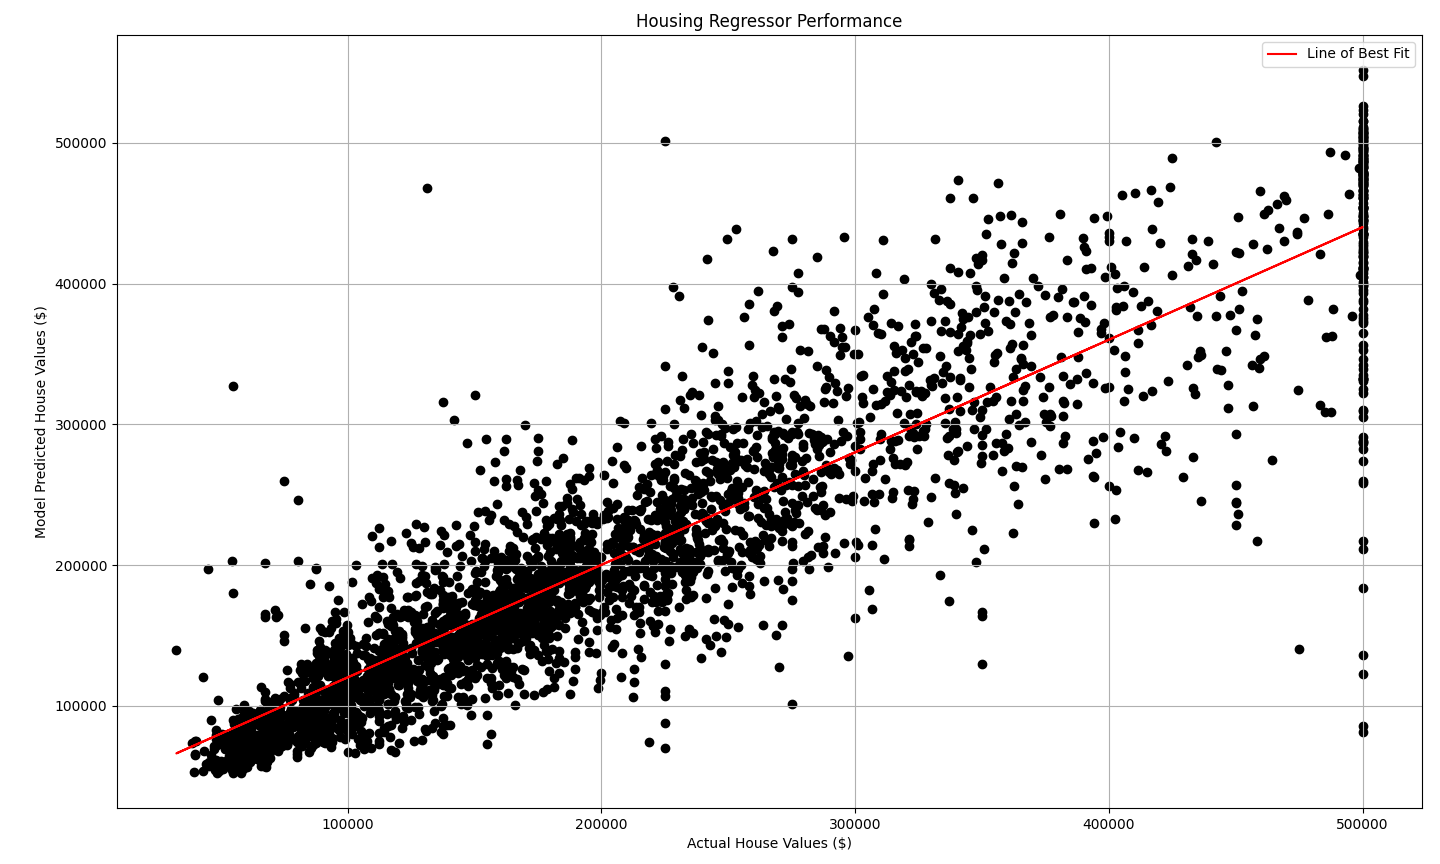 Housing Regressor Performance
Line of Best Fit
Model Predicted House Values ($)
500000
400000
300000
200000
100000
100000
200000
300000
400000
500000
Actual House Values ($)